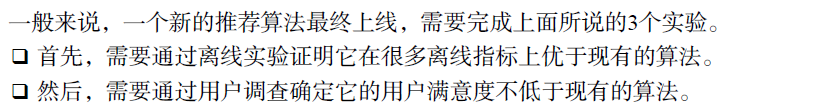 一般来说，一个新的推荐算法最终上线，需要完成上面所说的3个实验。
❏ 首先，需要通过离线实验证明它在很多离线指标上优于现有的算法。
❏ 然后，需要通过用户调查确定它的用户满意度不低于现有的算法。